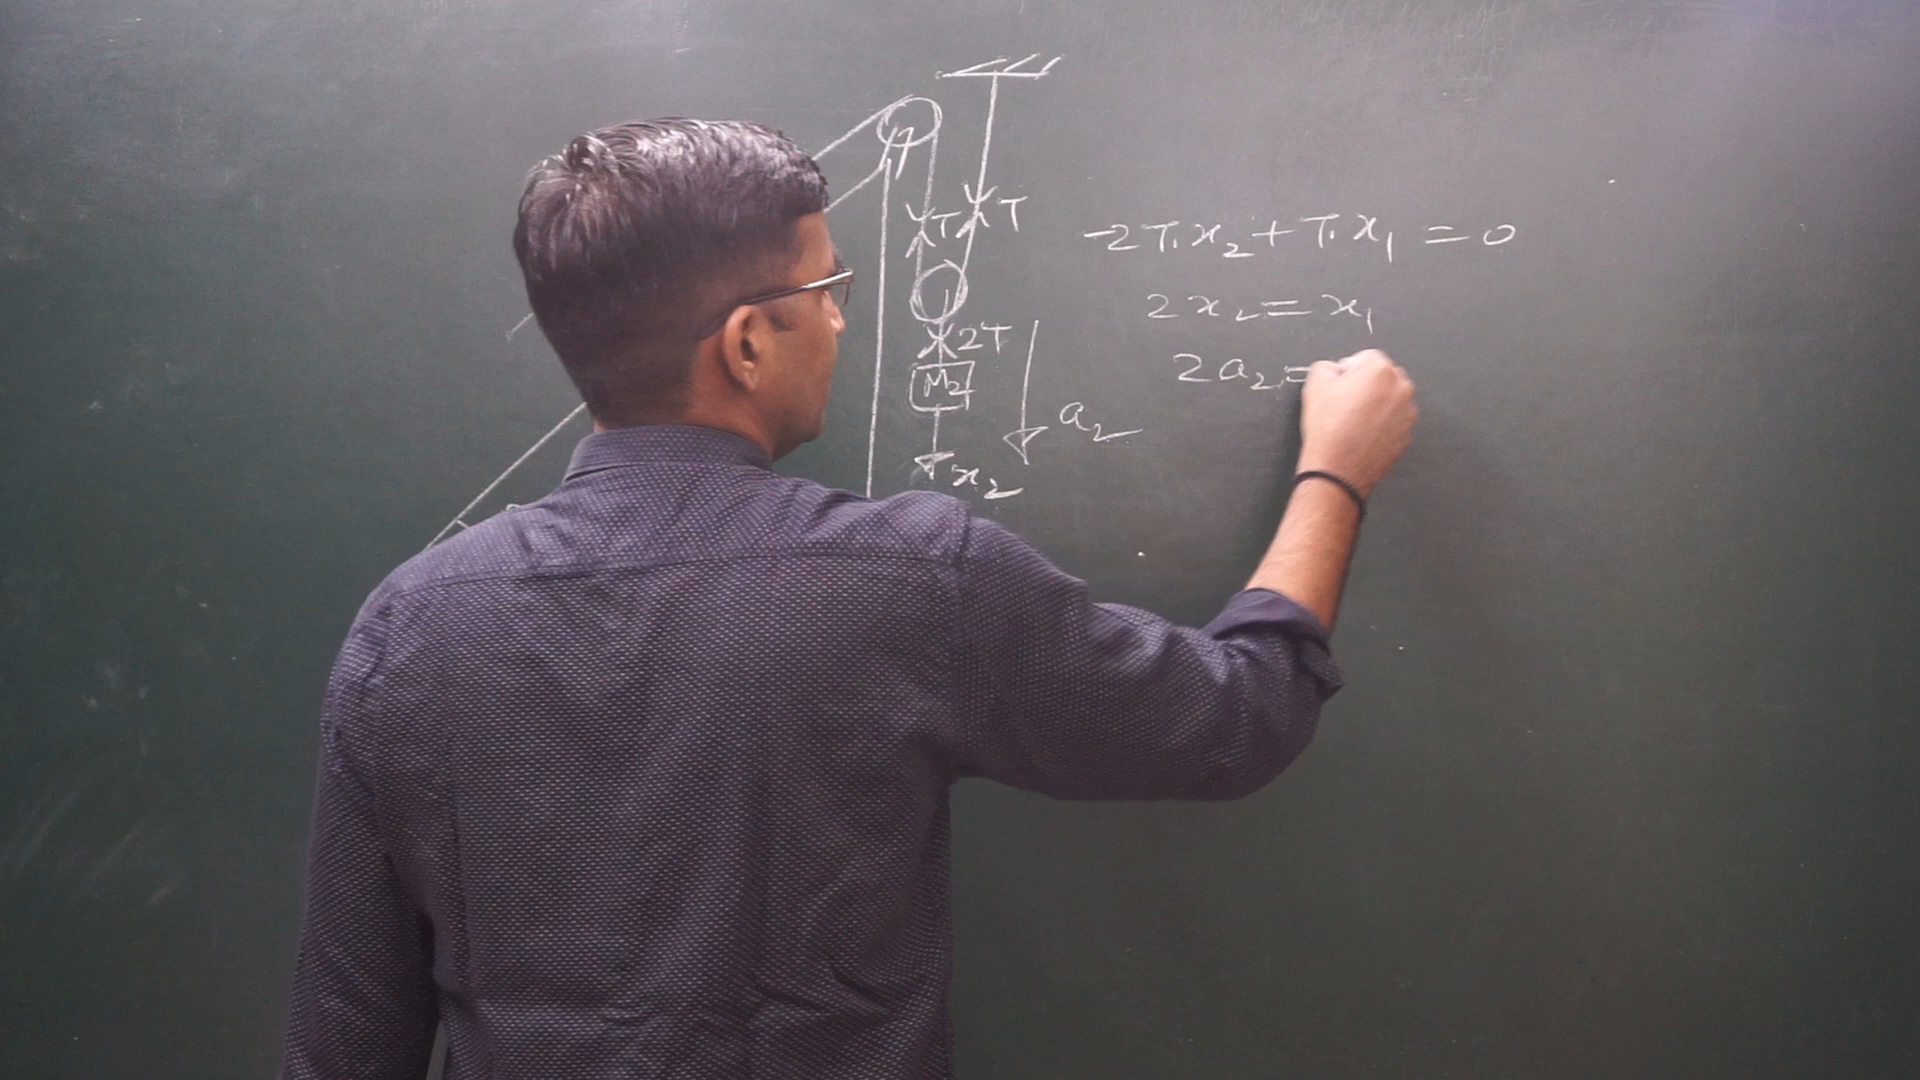 T T
2T
M₂
a₂
x₂
-2T.x₂+T.x₁=0
2x₂=x₁
2a₂=